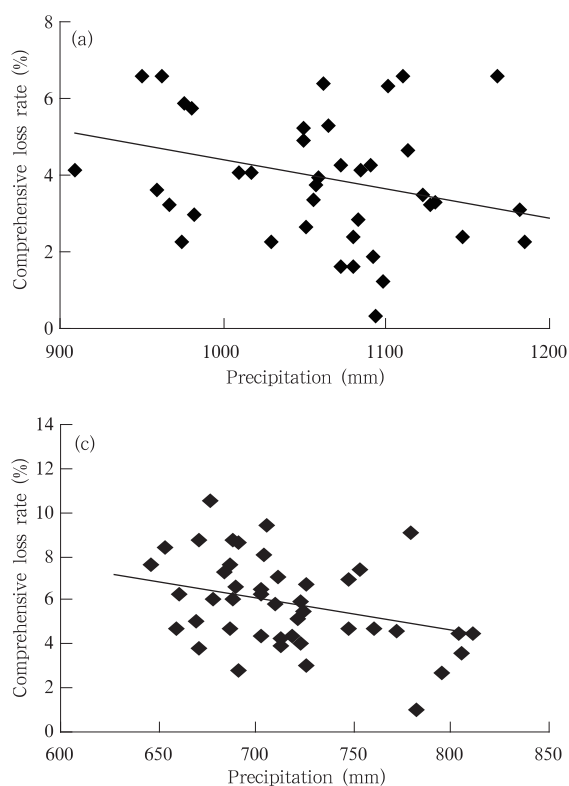 (a)
Comprehensive loss rate (%)
8
6
4
2
0
900 1000 1100 1200
Precipitation (mm)
(c)
Comprehensive loss rate (%)
14
12
10
8
6
4
2
0
600 650 700 750 800 850
Precipitation (mm)